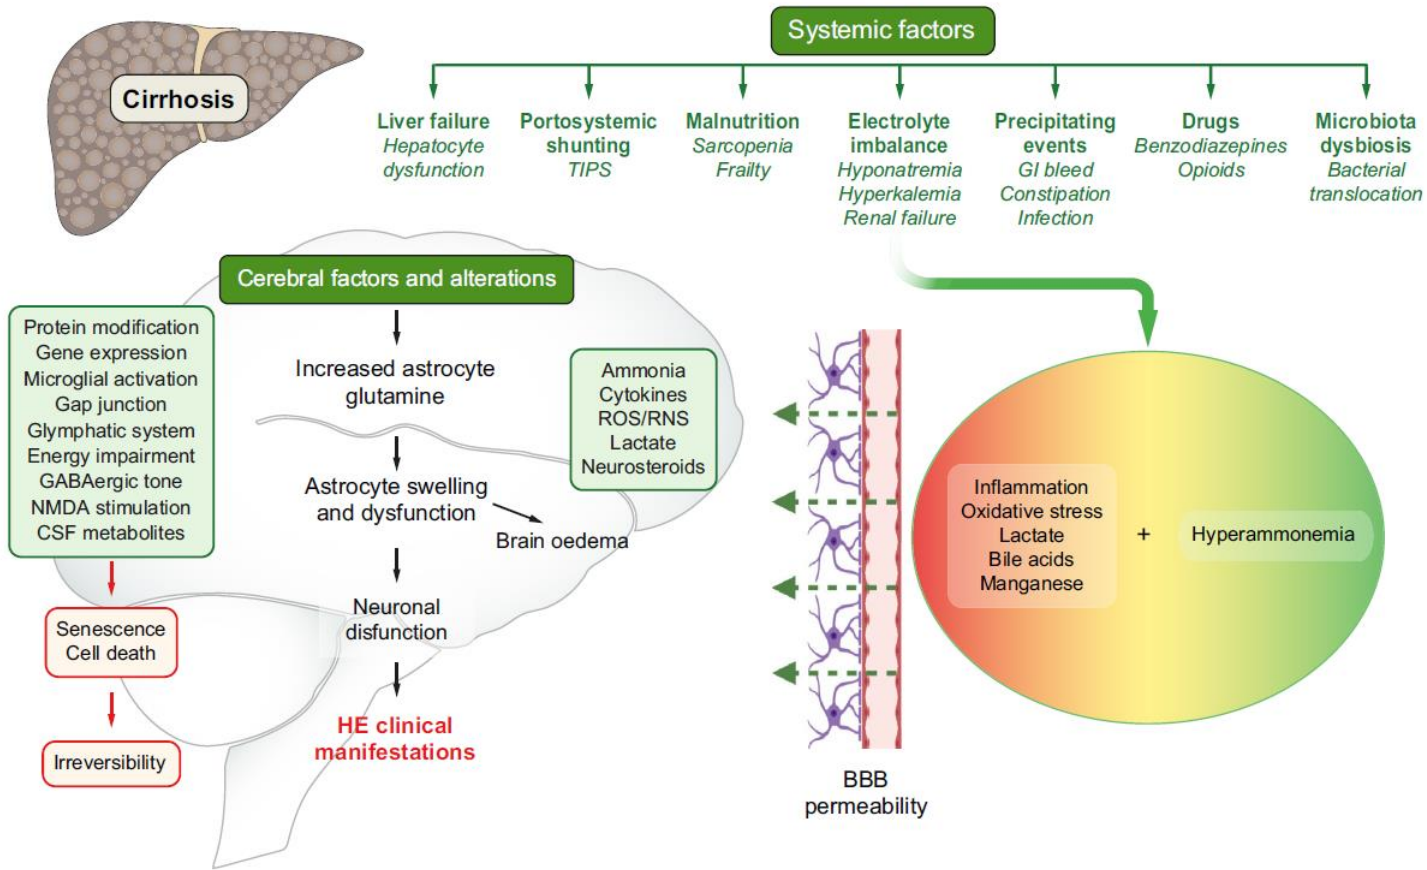 Systemic factors
Cirrhosis
Liver failure
Hepatocyte
dysfunction
Portosystemic
shunting
TIPS
Malnutrition
Sarcopenia
Frailty
Electrolyte
imbalance
Hyponatremia
Hyperkalemia
Renal failure
Precipitating
events
GI bleed
Constipation
Infection
Drugs
Benzodiazepines
Opioids
Microbiota
dysbiosis
Bacterial
translocation
Cerebral factors and alterations
Protein modification
Gene expression
Microglial activation
Gap junction
Glymphatic system
Energy impairment
GABAergic tone
NMDA stimulation
CSF metabolites
Senescence
Cell death
Irreversibility
Increased astrocyte
glutamine
Astrocyte swelling
and dysfunction
Brain oedema
Neuronal
disfunction
HE clinical
manifestations
Ammonia
Cytokines
ROS/RNS
Lactate
Neurosteroids
BBB
permeability
Inflammation
Oxidative stress
Lactate
Bile acids
Manganese
+
Hyperammonemia